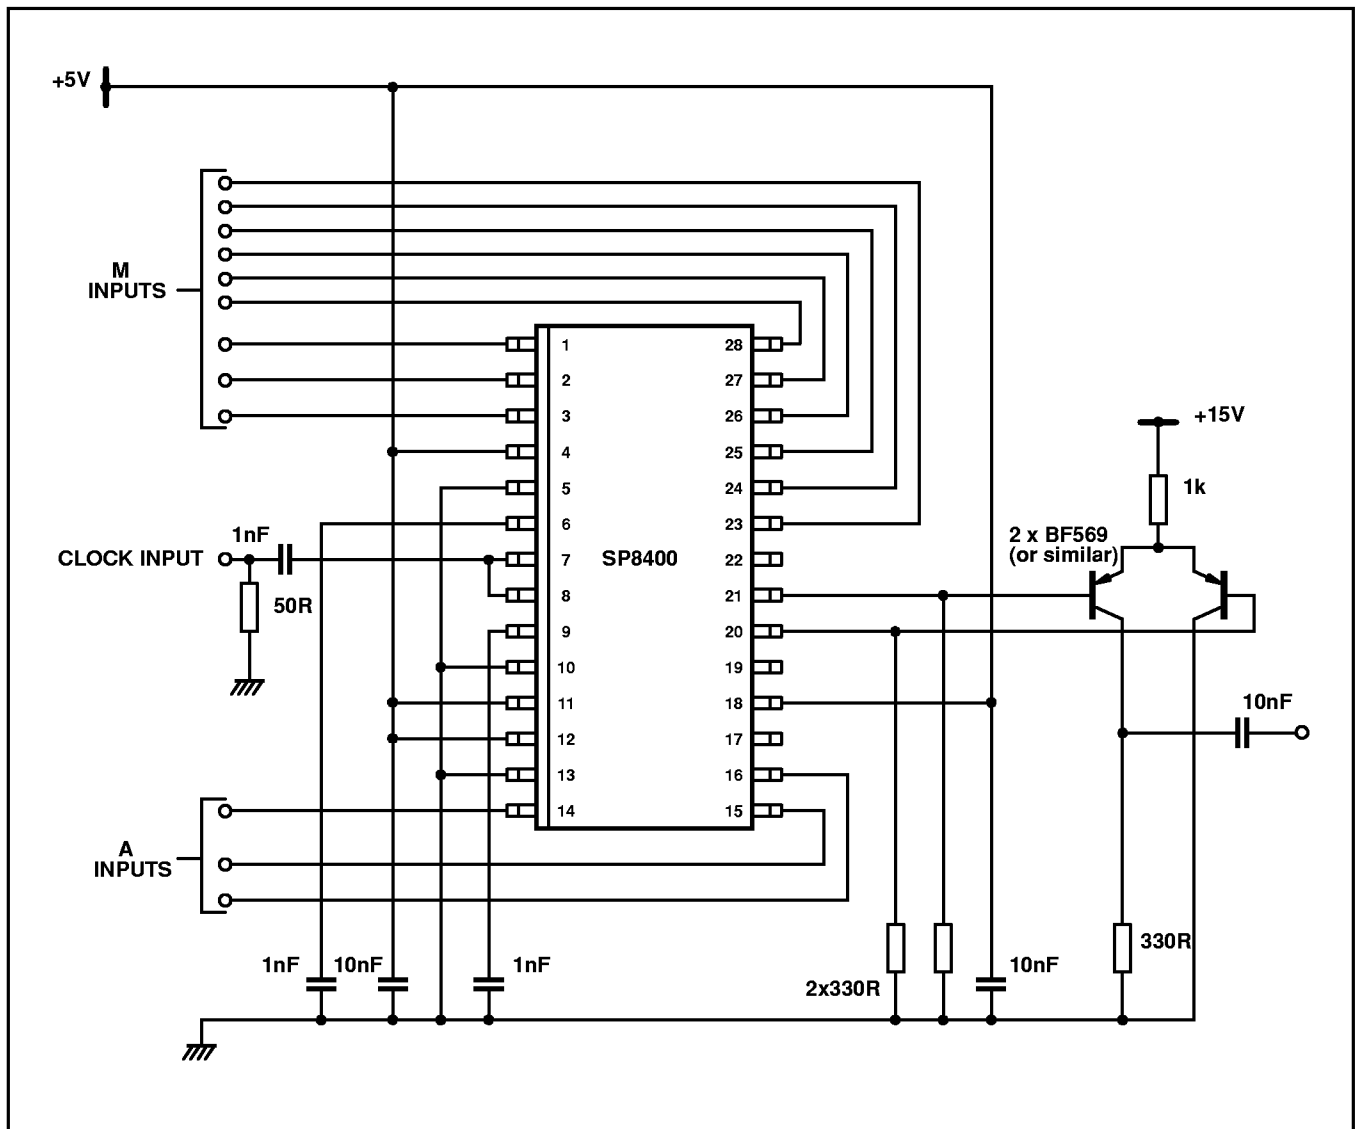 +5V
M
INPUTS
1
2
3
4
5
6
7
8
9
10
11
12
13
14
SP8400
28
27
26
25
24
23
22
21
20
19
18
17
16
15
CLOCK INPUT
1nF
50R
+15V
1k
2 x BF569
(or similar)
10nF
A
INPUTS
1nF
10nF
1nF
2x330R
10nF
330R